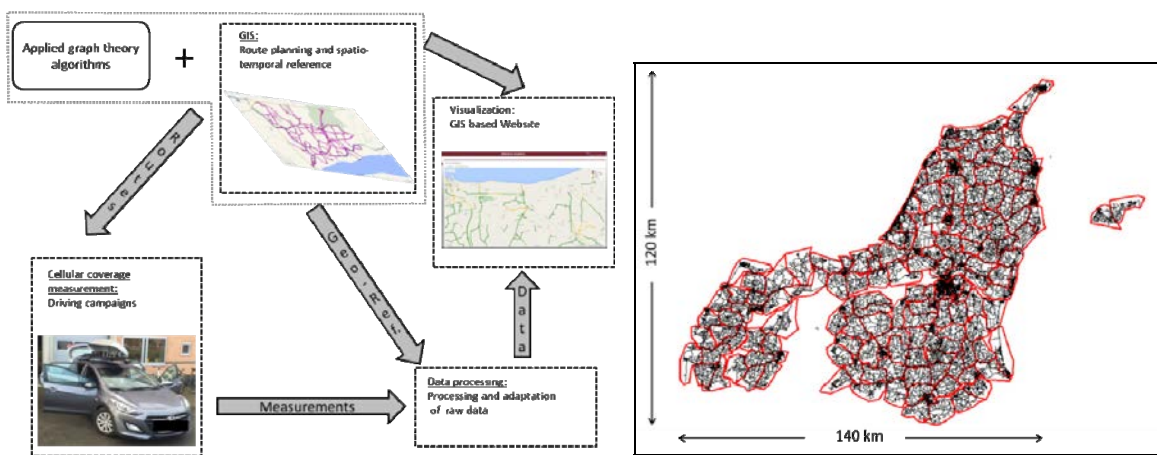 Applied graph theory
algorithms
+
GIS:
Route planning and spatio-
temporal reference
Visualization:
GIS based Website
Routes
Geo-Ref.
Data
Cellular coverage
measurement:
Driving campaigns
Measurements
Data processing:
Processing and adaptation
of raw data
120 km
140 km